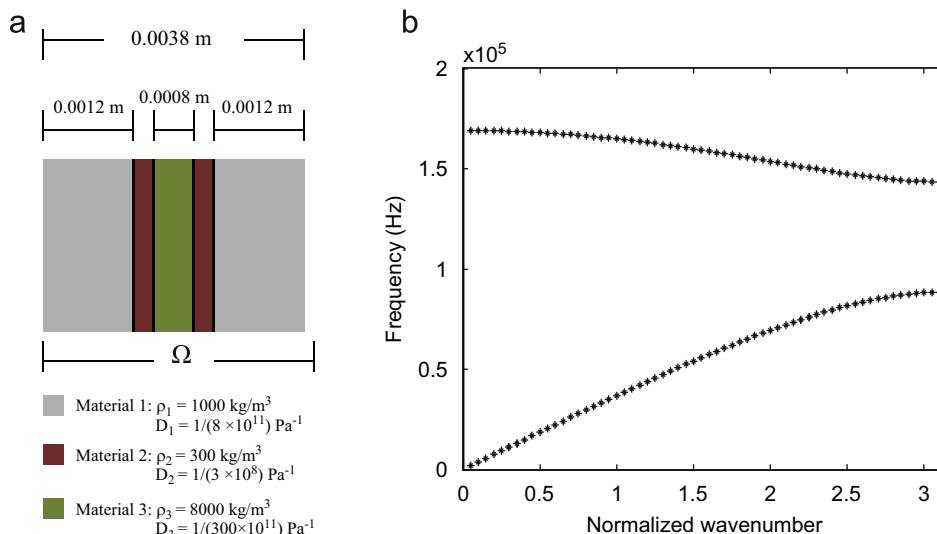 a
0.0038 m
0.0012 m
0.0008 m
0.0012 m
Ω
Material 1: ρ₁ = 1000 kg/m³
D₁ = 1/(8 ×10¹¹) Pa⁻¹
Material 2: ρ₂ = 300 kg/m³
D₂ = 1/(3 ×10⁸) Pa⁻¹
Material 3: ρ₃ = 8000 kg/m³
D₃ = 1/(300×10¹¹) Pa⁻¹
b
x10⁵
2
1.5
1
0.5
0
Frequency (Hz)
0 0.5 1 1.5 2 2.5 3
Normalized wavenumber